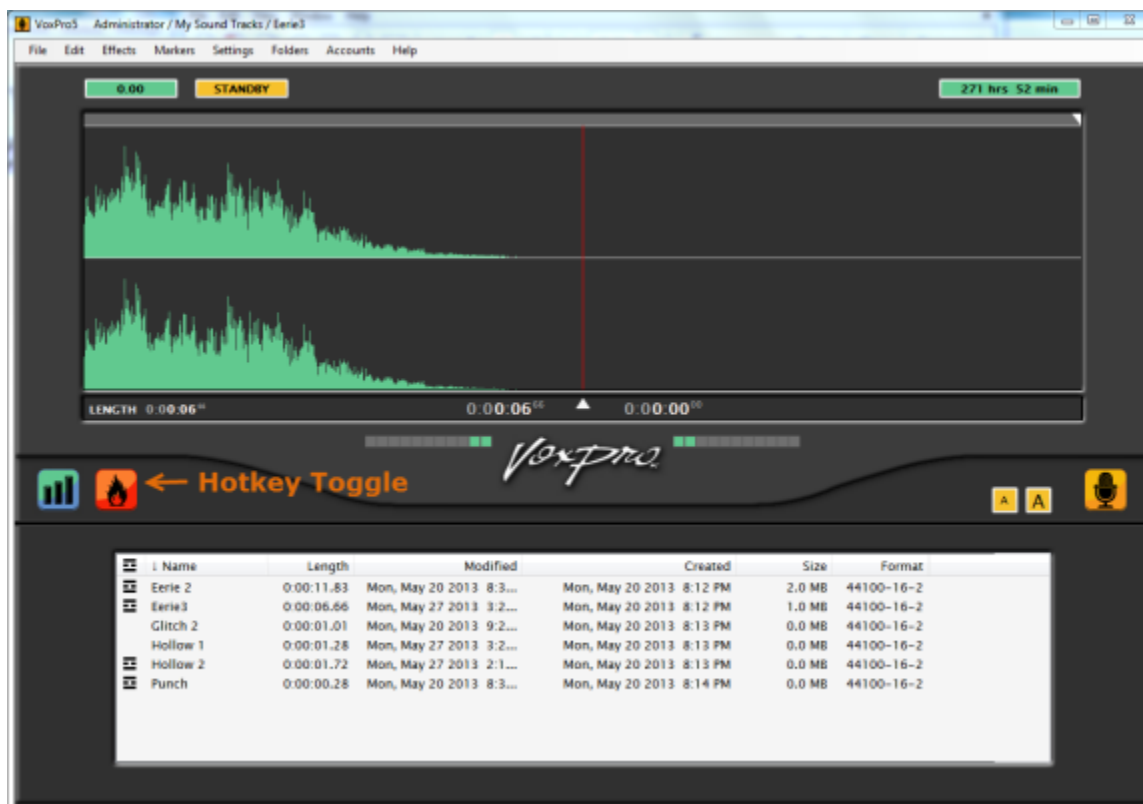 VoxPro5 Administrator / My Sound Tracks / Eerie3
File Edit Effects Markers Settings Folders Accounts Help
0.00 STANDBY 271 hrs 52 min
LENGTH 0:00:06 66 0:00:06 66 0:00:00 00
VoxPro
Hotkey Toggle
A A
↓ Name Length Modified Created Size Format
Eerie 2 0:00:11.83 Mon, May 20 2013 8:3... Mon, May 20 2013 8:12 PM 2.0 MB 44100-16-2
Eerie3 0:00:06.66 Mon, May 27 2013 3:2... Mon, May 20 2013 8:12 PM 1.0 MB 44100-16-2
Glitch 2 0:00:01.01 Mon, May 20 2013 9:2... Mon, May 20 2013 8:13 PM 0.0 MB 44100-16-2
Hollow 1 0:00:01.28 Mon, May 27 2013 3:2... Mon, May 20 2013 8:13 PM 0.0 MB 44100-16-2
Hollow 2 0:00:01.72 Mon, May 27 2013 2:1... Mon, May 20 2013 8:13 PM 0.0 MB 44100-16-2
Punch 0:00:00.28 Mon, May 20 2013 8:3... Mon, May 20 2013 8:14 PM 0.0 MB 44100-16-2